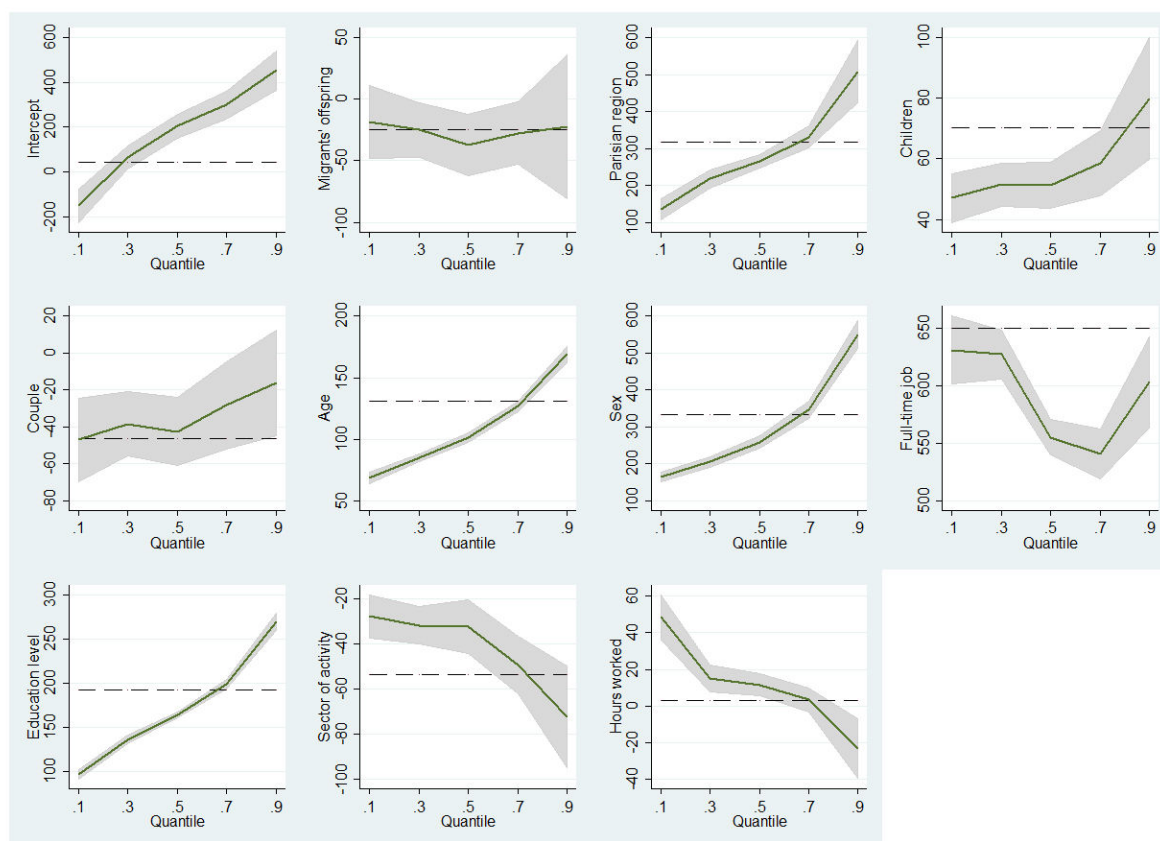 Intercept
600
400
200
0
-200
.1 .3 .5 .7 .9
Quantile
Migrants' offspring
50
0
-50
-100
.1 .3 .5 .7 .9
Quantile
Parisian region
600
500
400
300
200
100
.1 .3 .5 .7 .9
Quantile
Children
100
80
60
40
.1 .3 .5 .7 .9
Quantile
Couple
20
0
-20
-40
-60
-80
.1 .3 .5 .7 .9
Quantile
Age
200
150
100
50
.1 .3 .5 .7 .9
Quantile
Sex
600
500
400
300
200
100
.1 .3 .5 .7 .9
Quantile
Full-time job
650
600
550
500
.1 .3 .5 .7 .9
Quantile
Education level
300
250
200
150
100
.1 .3 .5 .7 .9
Quantile
Sector of activity
-20
-40
-60
-80
-100
.1 .3 .5 .7 .9
Quantile
Hours worked
60
40
20
0
-20
-40
.1 .3 .5 .7 .9
Quantile